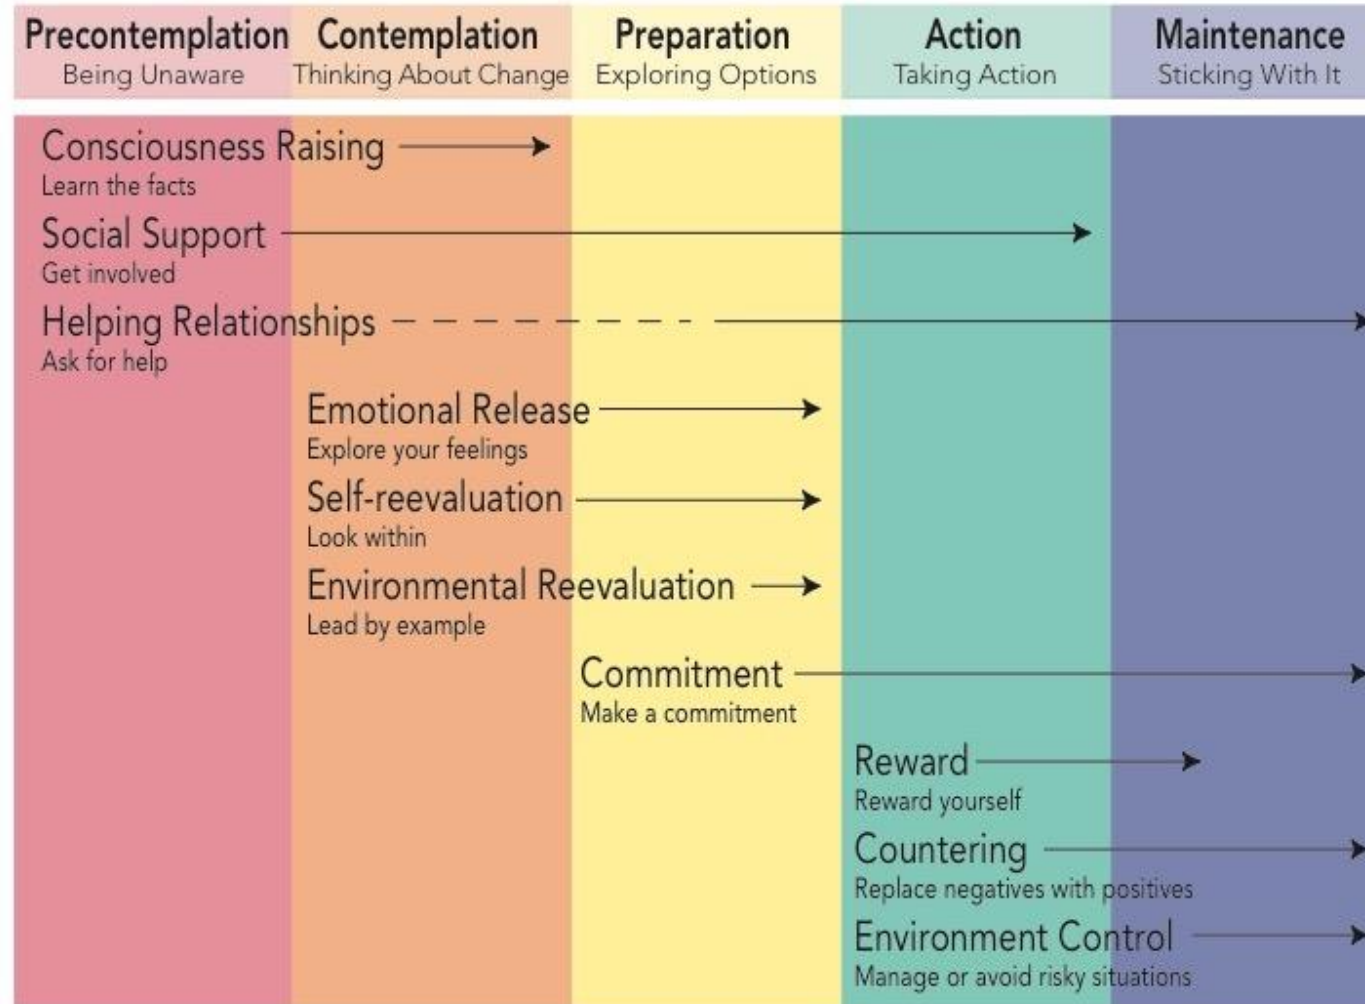 Precontemplation
Being Unaware
Contemplation
Thinking About Change
Preparation
Exploring Options
Action
Taking Action
Maintenance
Sticking With It
Consciousness Raising
Learn the facts
Social Support
Get involved
Helping Relationships
Ask for help
Emotional Release
Explore your feelings
Self-reevaluation
Look within
Environmental Reevaluation
Lead by example
Commitment
Make a commitment
Reward
Reward yourself
Countering
Replace negatives with positives
Environment Control
Manage or avoid risky situations